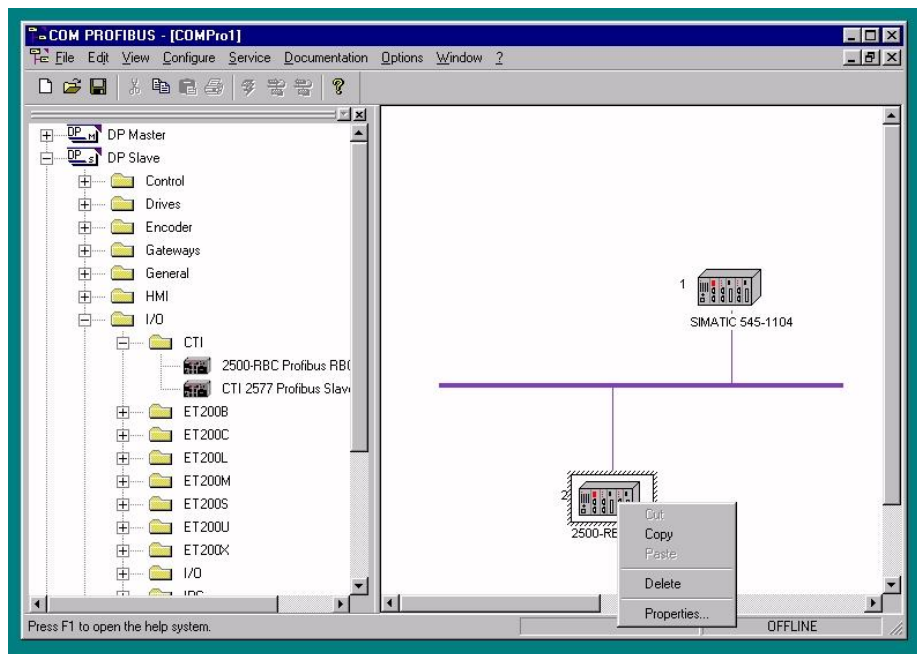 COM PROFIBUS - [COMPro1]
File Edit View Configure Service Documentation Options Window ?
DP M DP Master
DP s DP Slave
Control
Drives
Encoder
Gateways
General
HMI
I/O
CTI
2500-RBC Profibus RB
CTI 2577 Profibus Slav
ET200B
ET200C
ET200L
ET200M
ET200S
ET200U
ET200X
I/O
1
SIMATIC 545-1104
2
2500-RB
Cut
Copy
Paste
Delete
Properties...
Press F1 to open the help system.
OFFLINE